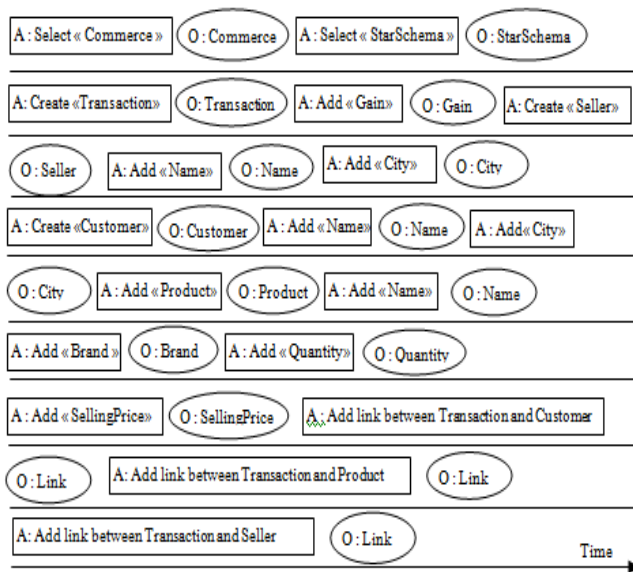 A : Select « Commerce » O : Commerce A : Select « StarSchema » O : StarSchema
A: Create «Transaction» O: Transaction A: Add «Gain» O: Gain A: Create «Seller»
O : Seller A: Add «Name» O : Name A: Add «City» O : City
A : Create «Customer» O : Customer A : Add «Name» O : Name A : Add«City»
O : City A : Add «Product» O : Product A : Add «Name» O : Name
A : Add «Brand » O : Brand A : Add «Quantity» O : Quantity
A : Add «SellingPrice» O : SellingPrice A : Add link between Transaction and Customer
O : Link A: Add link between Transaction and Product O : Link
A: Add link between Transaction and Seller O : Link
Time